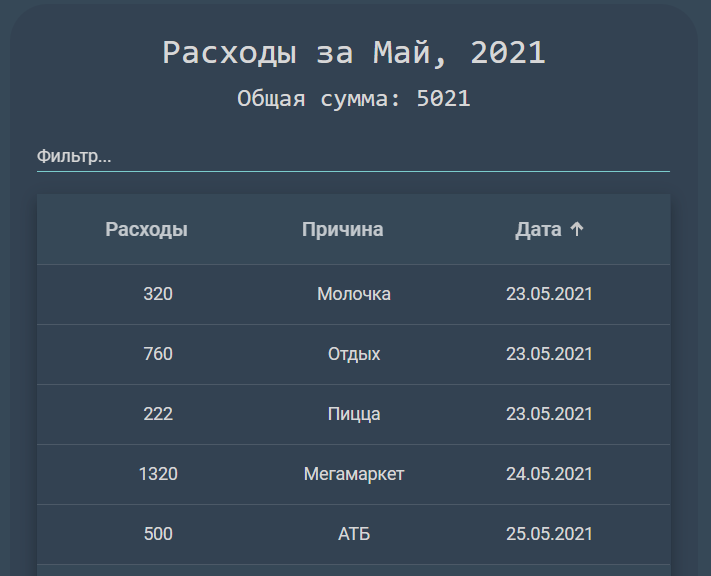 Расходы за Май, 2021
Общая сумма: 5021
Фильтр...
Расходы Причина Дата ↑
320 Молочка 23.05.2021
760 Отдых 23.05.2021
222 Пицца 23.05.2021
1320 Мегамаркет 24.05.2021
500 АТБ 25.05.2021